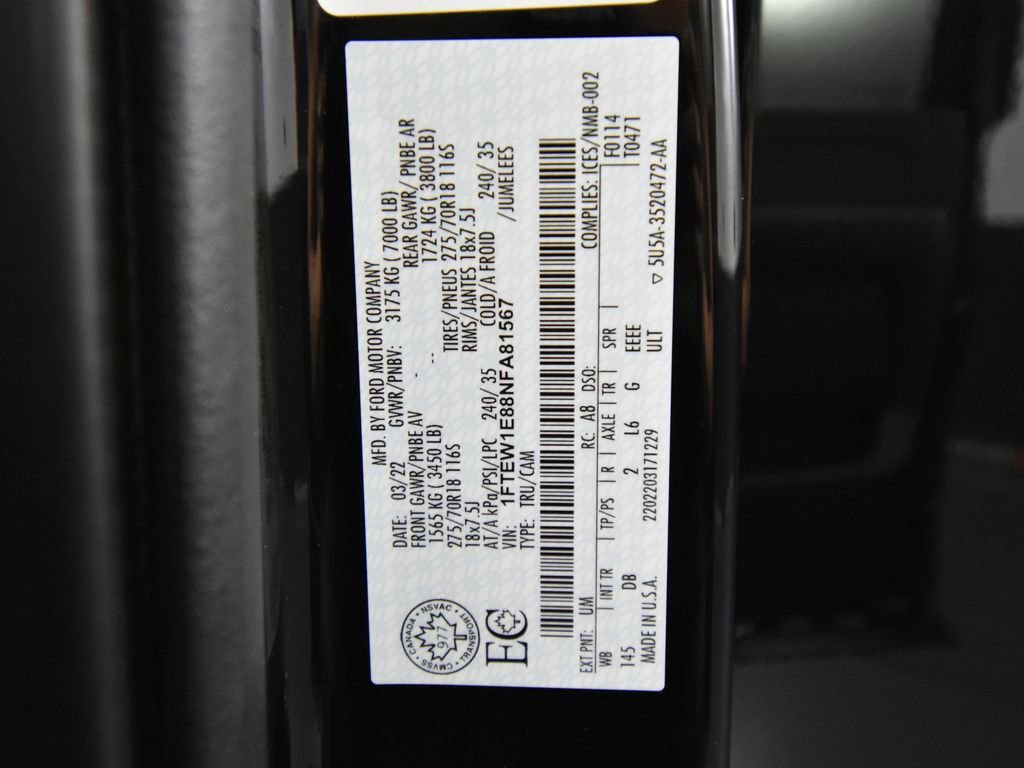 MFD. BY FORD MOTOR COMPANY
DATE: 03/22 GVWR/PNBV: 3175 KG ( 7000 LB)
FRONT GAWR/PNBE AV REAR GAWR/ PNBE AR
1565 KG ( 3450 LB) 1724 KG ( 3800 LB)
275/70R18 116S TIRES/PNEUS 275/70R18 116S
18x7.5J RIMS/JANTES 18x7.5J
AT/A kPa/PSI/LPC 240/ 35 COLD/A FROID 240/ 35
VIN: 1FTEW1E88NFA81567 /JUMELEES
TYPE: TRU/CAM
CANADA • NSVAC • TRANSPORT • CMVSS •
977
EC
COMPLIES: ICES/NMB-002
EXT PNT: UM RC: A8 DSO: F0114
WB | INT TR | TP/PS | R | AXLE | TR | SPR | T0471
145 DB 2 L6 G EEEE
2202203171229 ULT
MADE IN U.S.A. ▽ 5U5A-3520472-AA